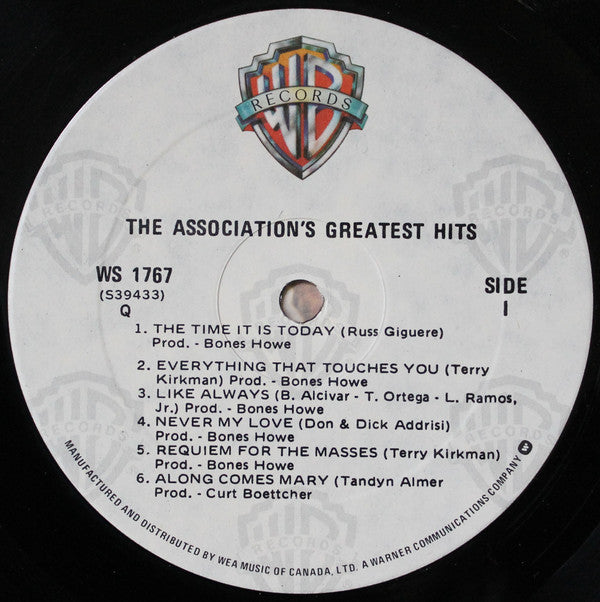 WB
RECORDS
THE ASSOCIATION'S GREATEST HITS
WS 1767
(S39433)
Q
SIDE
I
1. THE TIME IT IS TODAY (Russ Giguere)
Prod. - Bones Howe
2. EVERYTHING THAT TOUCHES YOU (Terry
Kirkman) Prod. - Bones Howe
3. LIKE ALWAYS (B. Alcivar - T. Ortega - L. Ramos,
Jr.) Prod. - Bones Howe
4. NEVER MY LOVE (Don & Dick Addrisi)
Prod. - Bones Howe
5. REQUIEM FOR THE MASSES (Terry Kirkman)
Prod. - Bones Howe
6. ALONG COMES MARY (Tandyn Almer
Prod. - Curt Boettcher
MANUFACTURED AND DISTRIBUTED BY WEA MUSIC OF CANADA, LTD. A WARNER COMMUNICATIONS COMPANY